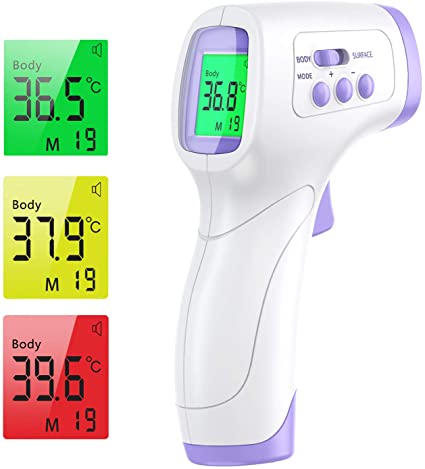 Body
36.5°C
M 19
Body
37.9°C
M 19
Body
39.6°C
M 19
Body
36.8°C
M 19
BODY SURFACE
MODE + -